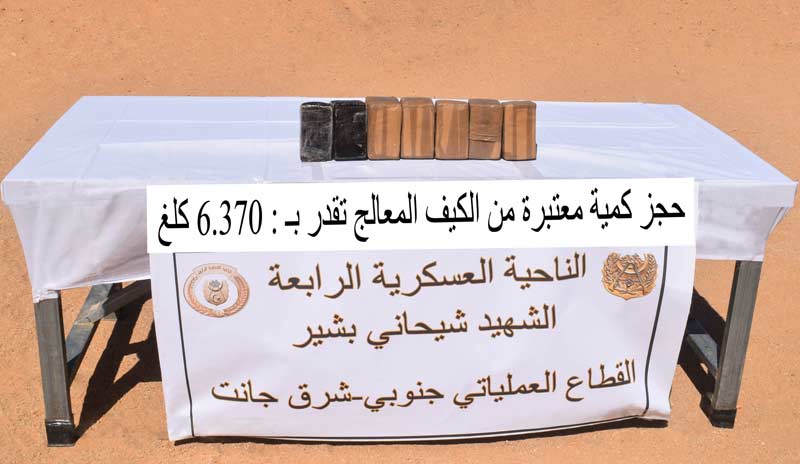 حجز كمية معتبرة من الكيف المعالج تقدر بـ : 6.370 كلغ
الناحية العسكرية الرابعة
الشهيد شيحاني بشير
القطاع العملياتي جنوبي-شرق جانت